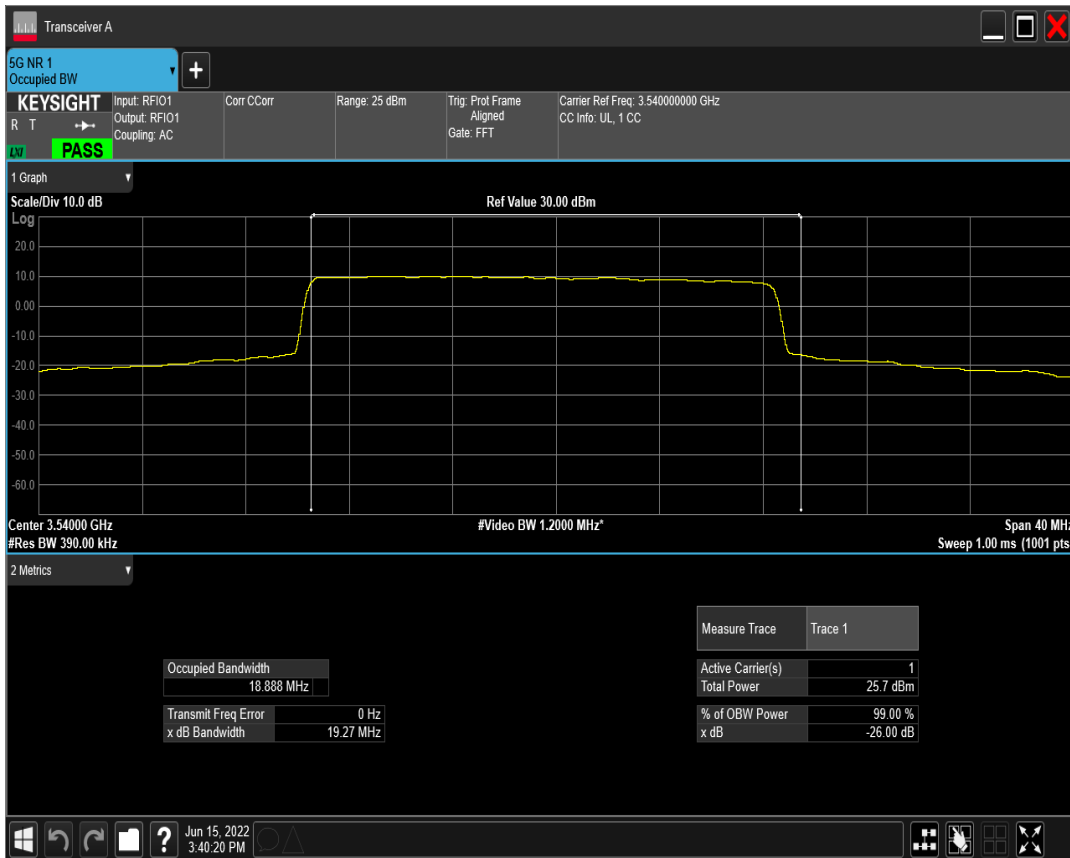 Transceiver A
5G NR 1
Occupied BW
KEYSIGHT
R T
LXI
PASS
Input: RFIO1
Output: RFIO1
Coupling: AC
Corr CCorr
Range: 25 dBm
Trig: Prot Frame
Aligned
Gate: FFT
Carrier Ref Freq: 3.540000000 GHz
CC Info: UL, 1 CC
1 Graph
Scale/Div 10.0 dB
Ref Value 30.00 dBm
Log
20.0
10.0
0.00
-10.0
-20.0
-30.0
-40.0
-50.0
-60.0
Center 3.54000 GHz
#Video BW 1.2000 MHz*
Span 40 MHz
#Res BW 390.00 kHz
Sweep 1.00 ms (1001 pts
2 Metrics
Measure Trace Trace 1
Occupied Bandwidth
18.888 MHz
Active Carrier(s) 1
Total Power 25.7 dBm
Transmit Freq Error 0 Hz
x dB Bandwidth 19.27 MHz
% of OBW Power 99.00 %
x dB -26.00 dB
?
Jun 15, 2022
3:40:20 PM